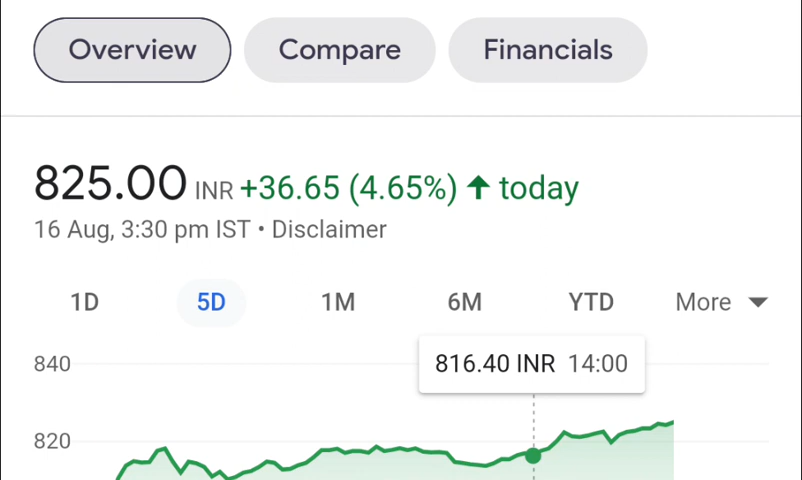 Overview Compare Financials
825.00 INR +36.65 (4.65%) ↑ today
16 Aug, 3:30 pm IST • Disclaimer
1D 5D 1M 6M YTD More
816.40 INR 14:00
840
820